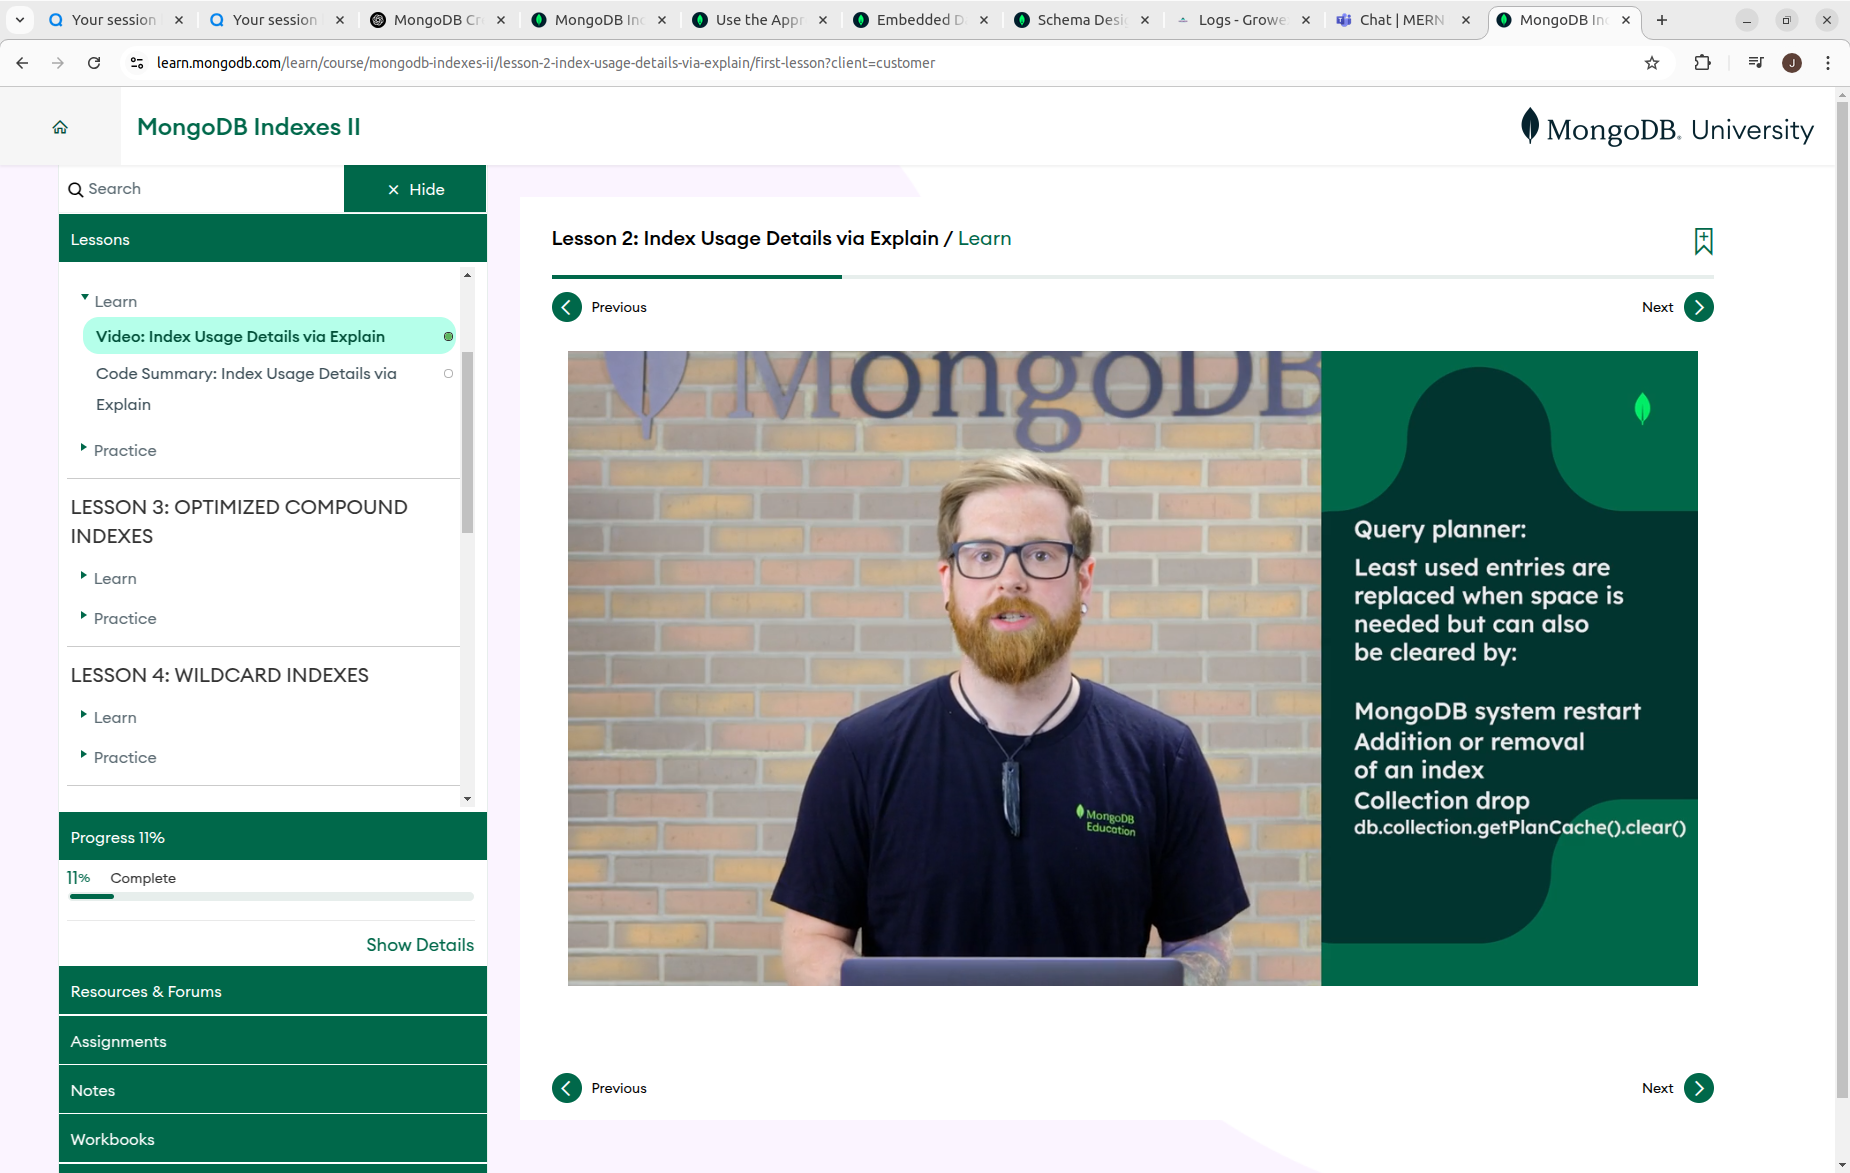 Your session
Your session
MongoDB Cr
MongoDB Inc
Use the Appr
Embedded D
Schema Desi
Logs - Growe
Chat | MERN
MongoDB In
learn.mongodb.com/learn/course/mongodb-indexes-ii/lesson-2-index-usage-details-via-explain/first-lesson?client=customer
J
MongoDB Indexes II
MongoDB. University
Search
Hide
Lessons
Learn
Video: Index Usage Details via Explain
Code Summary: Index Usage Details via
Explain
Practice
LESSON 3: OPTIMIZED COMPOUND
INDEXES
Learn
Practice
LESSON 4: WILDCARD INDEXES
Learn
Practice
Progress 11%
11% Complete
Show Details
Resources & Forums
Assignments
Notes
Workbooks
Lesson 2: Index Usage Details via Explain / Learn
Previous
Next
MongoDB
MongoDB
Education
Query planner:
Least used entries are
replaced when space is
needed but can also
be cleared by:
MongoDB system restart
Addition or removal
of an index
Collection drop
db.collection.getPlanCache().clear()
Previous
Next